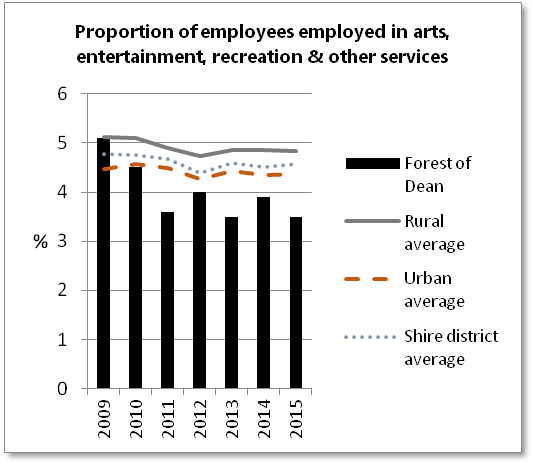 Proportion of employees employed in arts,
entertainment, recreation & other services
6
5
4
3
2
1
0
%
2009
2010
2011
2012
2013
2014
2015
Forest of
Dean
Rural
average
Urban
average
Shire district
average